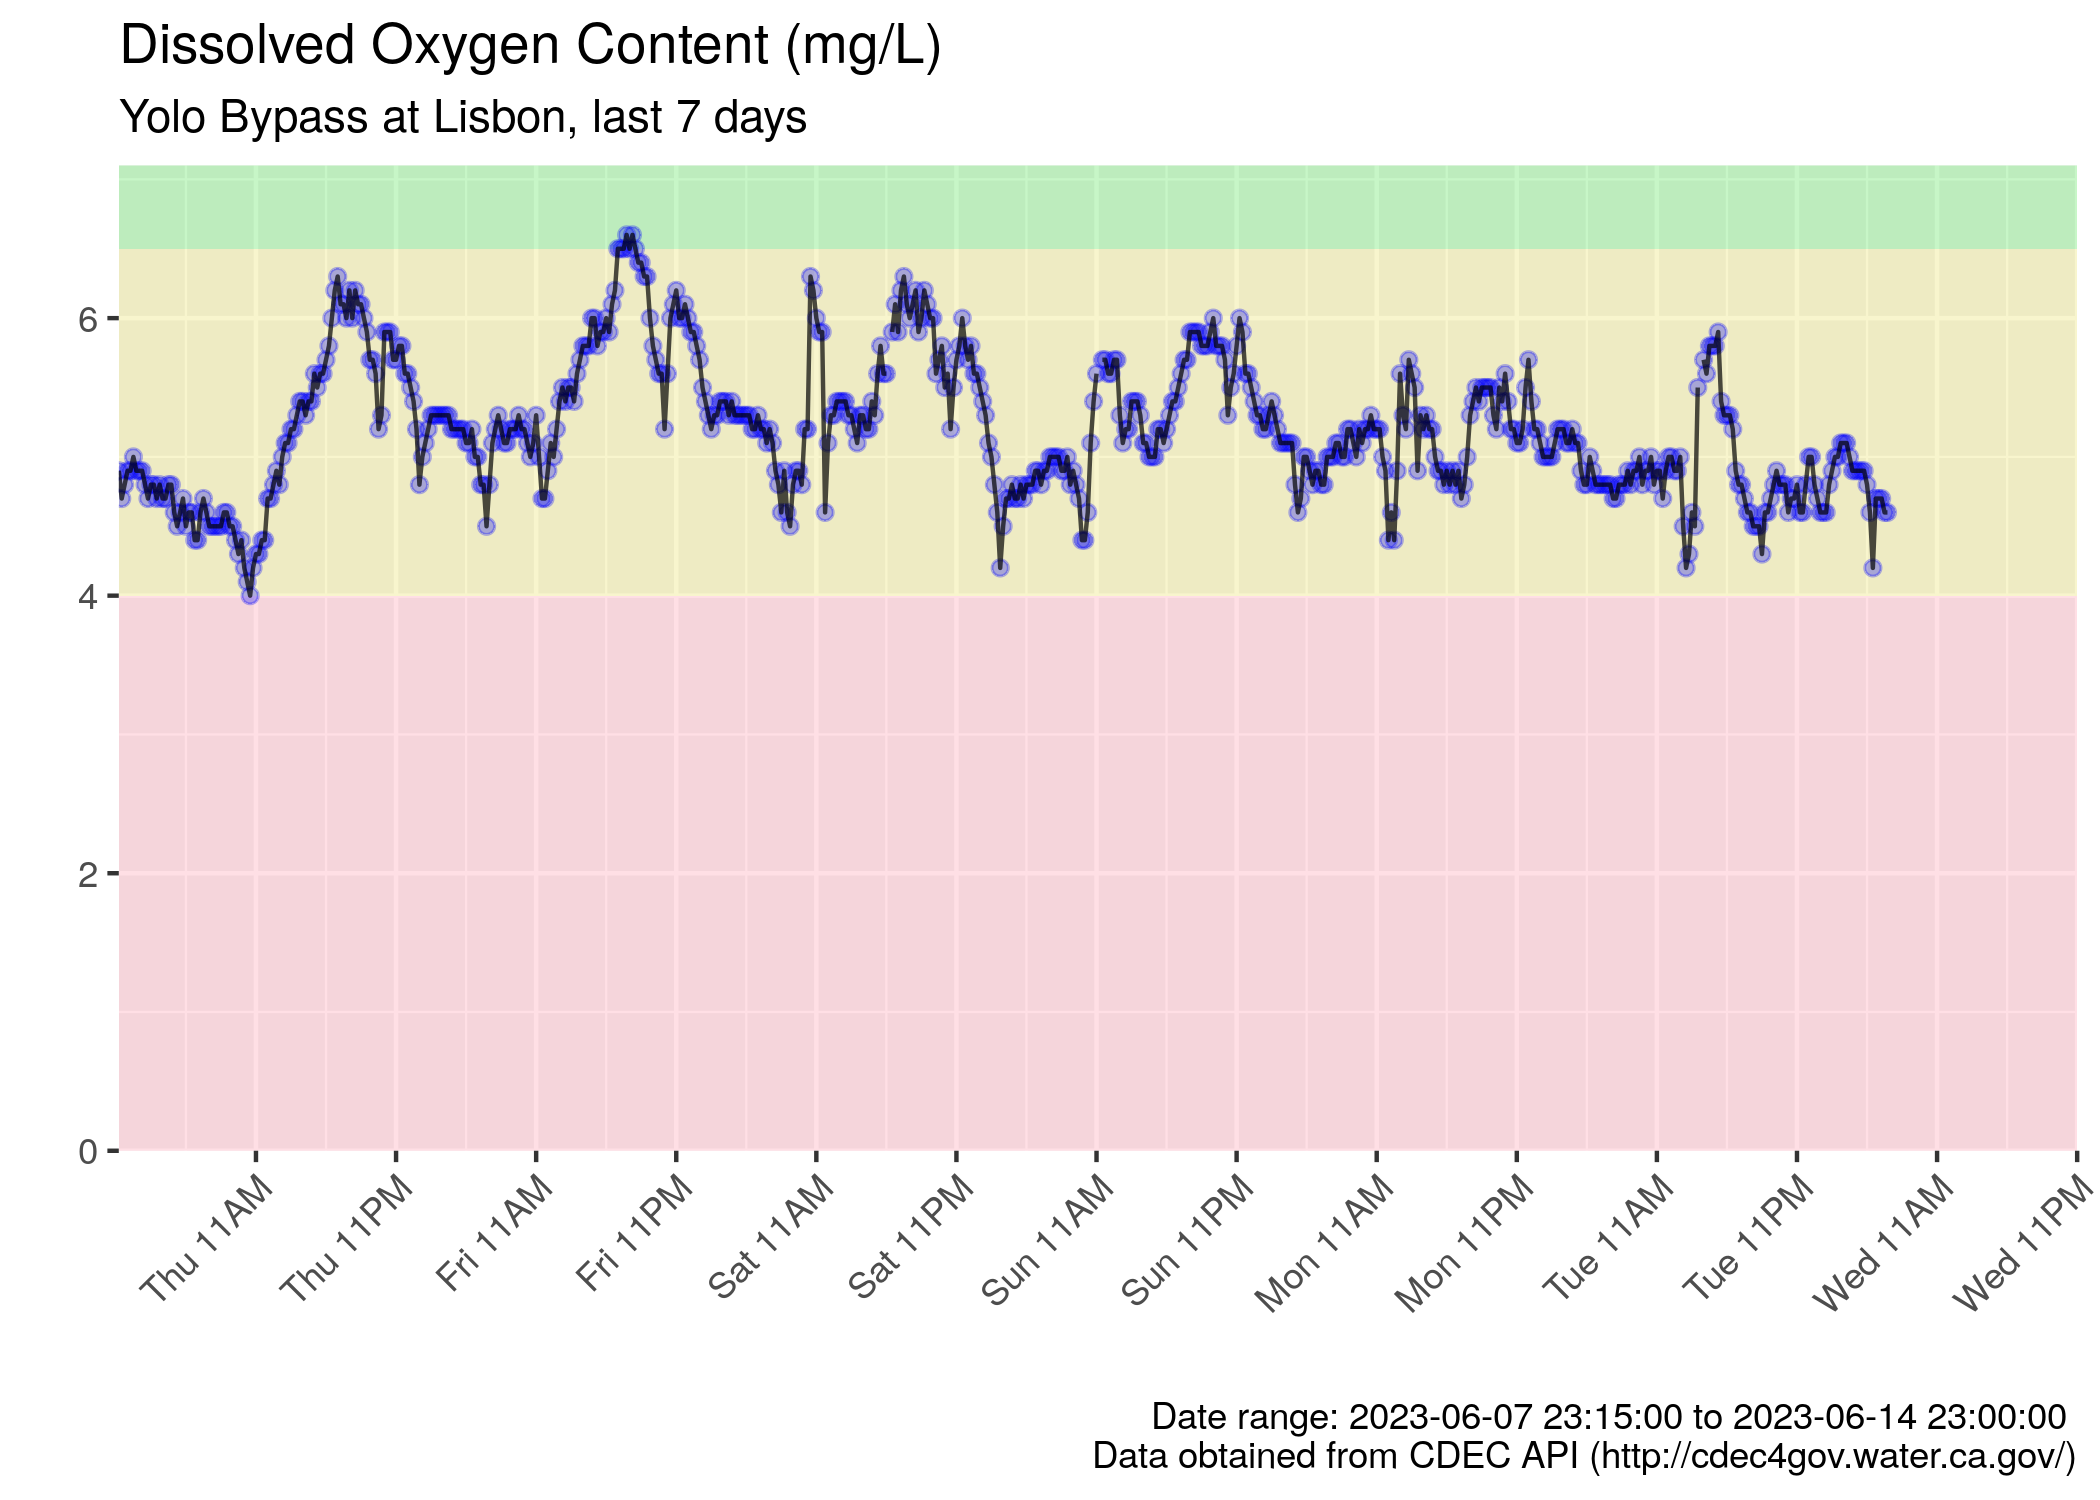 Dissolved Oxygen Content (mg/L)
Yolo Bypass at Lisbon, last 7 days
6
4
2
0
Thu 11AM
Thu 11PM
Fri 11AM
Fri 11PM
Sat 11AM
Sat 11PM
Sun 11AM
Sun 11PM
Mon 11AM
Mon 11PM
Tue 11AM
Tue 11PM
Wed 11AM
Wed 11PM
Date range: 2023-06-07 23:15:00 to 2023-06-14 23:00:00
Data obtained from CDEC API (http://cdec4gov.water.ca.gov/)